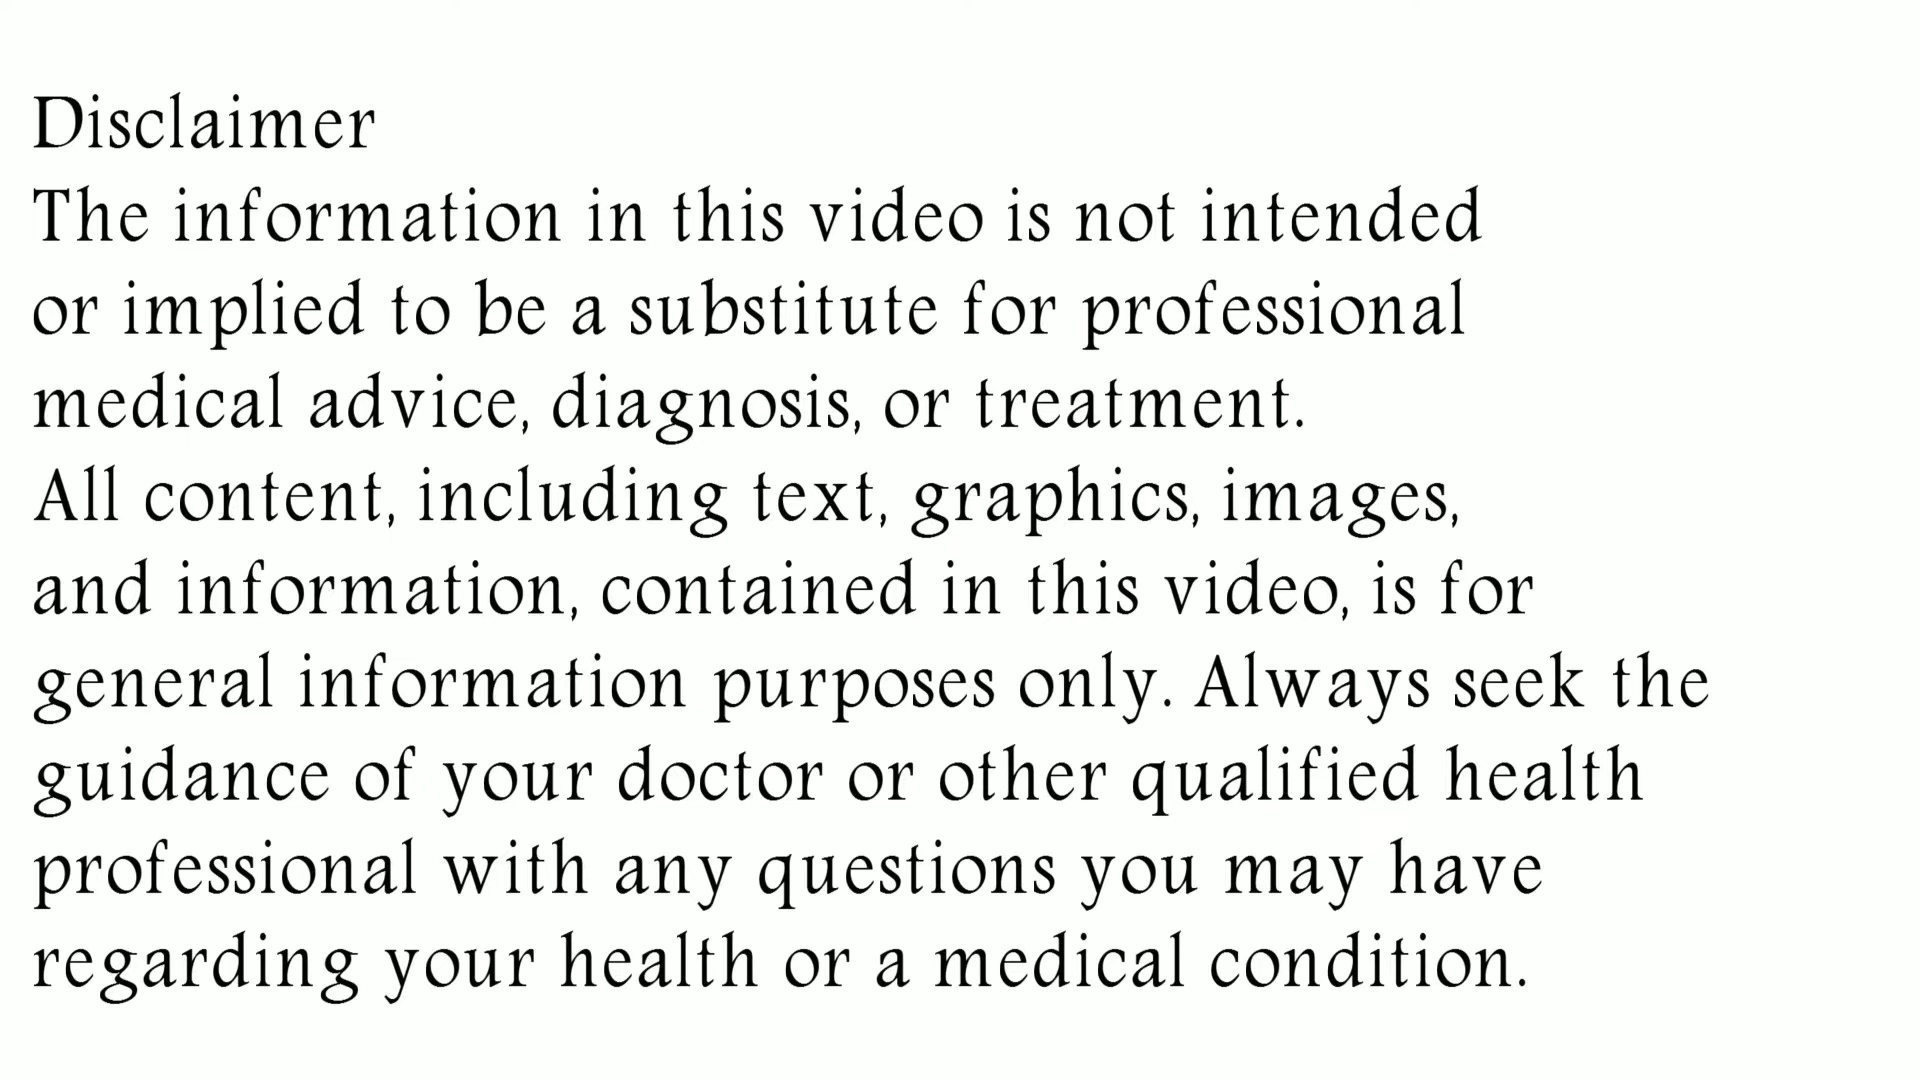 Disclaimer
The information in this video is not intended
or implied to be a substitute for professional
medical advice, diagnosis, or treatment.
All content, including text, graphics, images,
and information, contained in this video, is for
general information purposes only. Always seek the
guidance of your doctor or other qualified health
professional with any questions you may have
regarding your health or a medical condition.